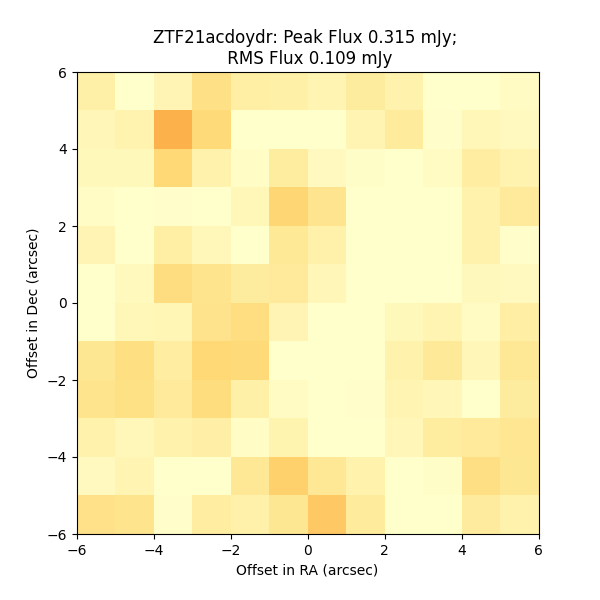 ZTF21acdoydr: Peak Flux 0.315 mJy;
RMS Flux 0.109 mJy
6
4
2
0
−2
−4
−6
Offset in Dec (arcsec)
−6 −4 −2 0 2 4 6
Offset in RA (arcsec)